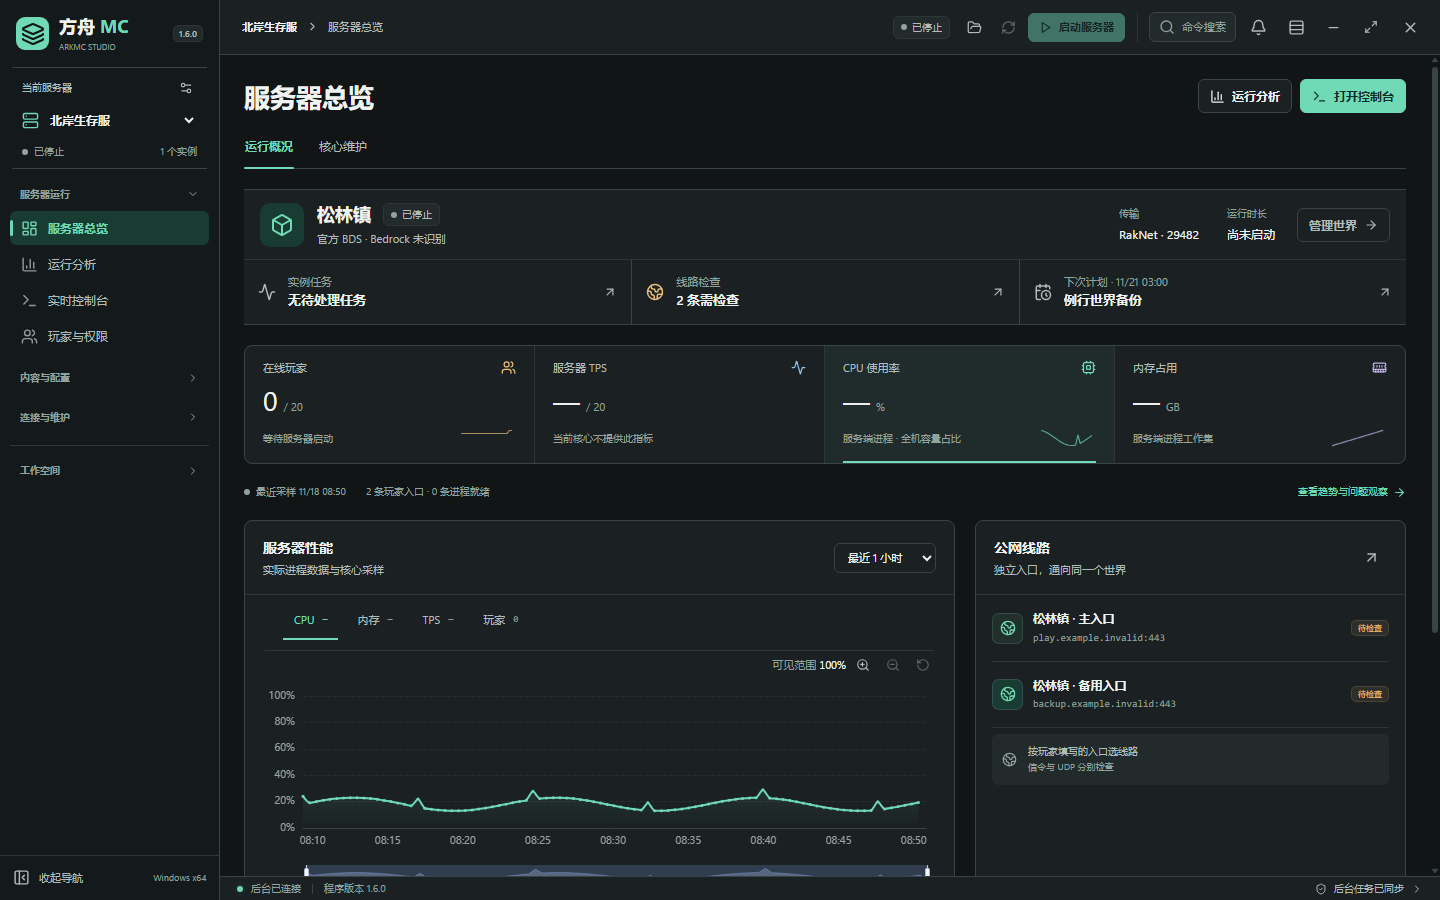 方舟 MC
ARKMC STUDIO
1.6.0
当前服务器
北岸生存服
已停止
1 个实例
服务器运行
服务器总览
运行分析
实时控制台
玩家与权限
内容与配置
连接与维护
工作空间
收起导航
Windows x64
北岸生存服 > 服务器总览
已停止
启动服务器
命令搜索
服务器总览
运行分析
打开控制台
运行概况
核心维护
松林镇
已停止
官方 BDS · Bedrock 未识别
传输
RakNet · 29482
运行时长
尚未启动
管理世界
实例任务
无待处理任务
线路检查
2 条需检查
下次计划 · 11/21 03:00
例行世界备份
在线玩家
0 / 20
等待服务器启动
服务器 TPS
— / 20
当前核心不提供此指标
CPU 使用率
— %
服务端进程 · 全机容量占比
内存占用
— GB
服务端进程工作集
最近采样 11/18 08:50
2 条玩家入口 · 0 条进程就绪
查看趋势与问题观察
服务器性能
实际进程数据与核心采样
最近 1 小时
CPU –
内存 –
TPS –
玩家 0
可见范围 100%
100%
80%
60%
40%
20%
0%
08:10 08:15 08:20 08:25 08:30 08:35 08:40 08:45 08:50
公网线路
独立入口，通向同一个世界
松林镇 · 主入口
play.example.invalid:443
待检查
松林镇 · 备用入口
backup.example.invalid:443
待检查
按玩家填写的入口选线路
信令与 UDP 分别检查
后台已连接
程序版本 1.6.0
后台任务已同步